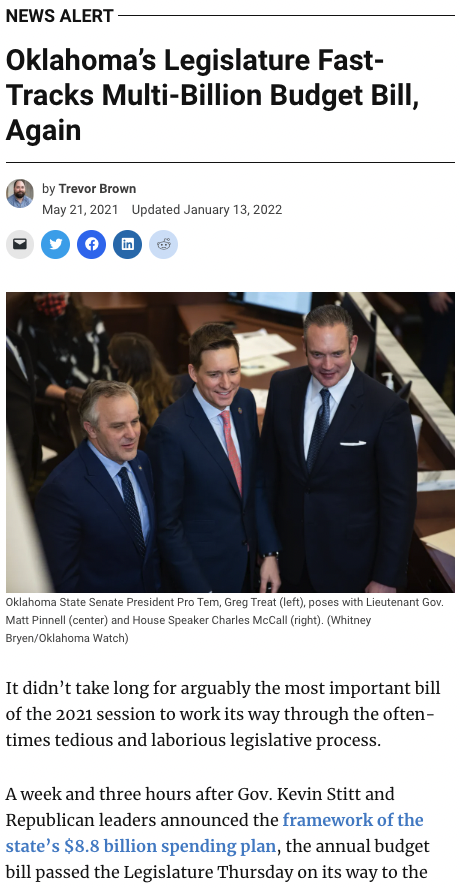 NEWS ALERT
Oklahoma’s Legislature Fast-
Tracks Multi-Billion Budget Bill,
Again
by Trevor Brown
May 21, 2021 Updated January 13, 2022
Oklahoma State Senate President Pro Tem, Greg Treat (left), poses with Lieutenant Gov.
Matt Pinnell (center) and House Speaker Charles McCall (right). (Whitney
Bryen/Oklahoma Watch)
It didn’t take long for arguably the most important bill
of the 2021 session to work its way through the often-
times tedious and laborious legislative process.
A week and three hours after Gov. Kevin Stitt and
Republican leaders announced the framework of the
state’s $8.8 billion spending plan, the annual budget
bill passed the Legislature Thursday on its way to the